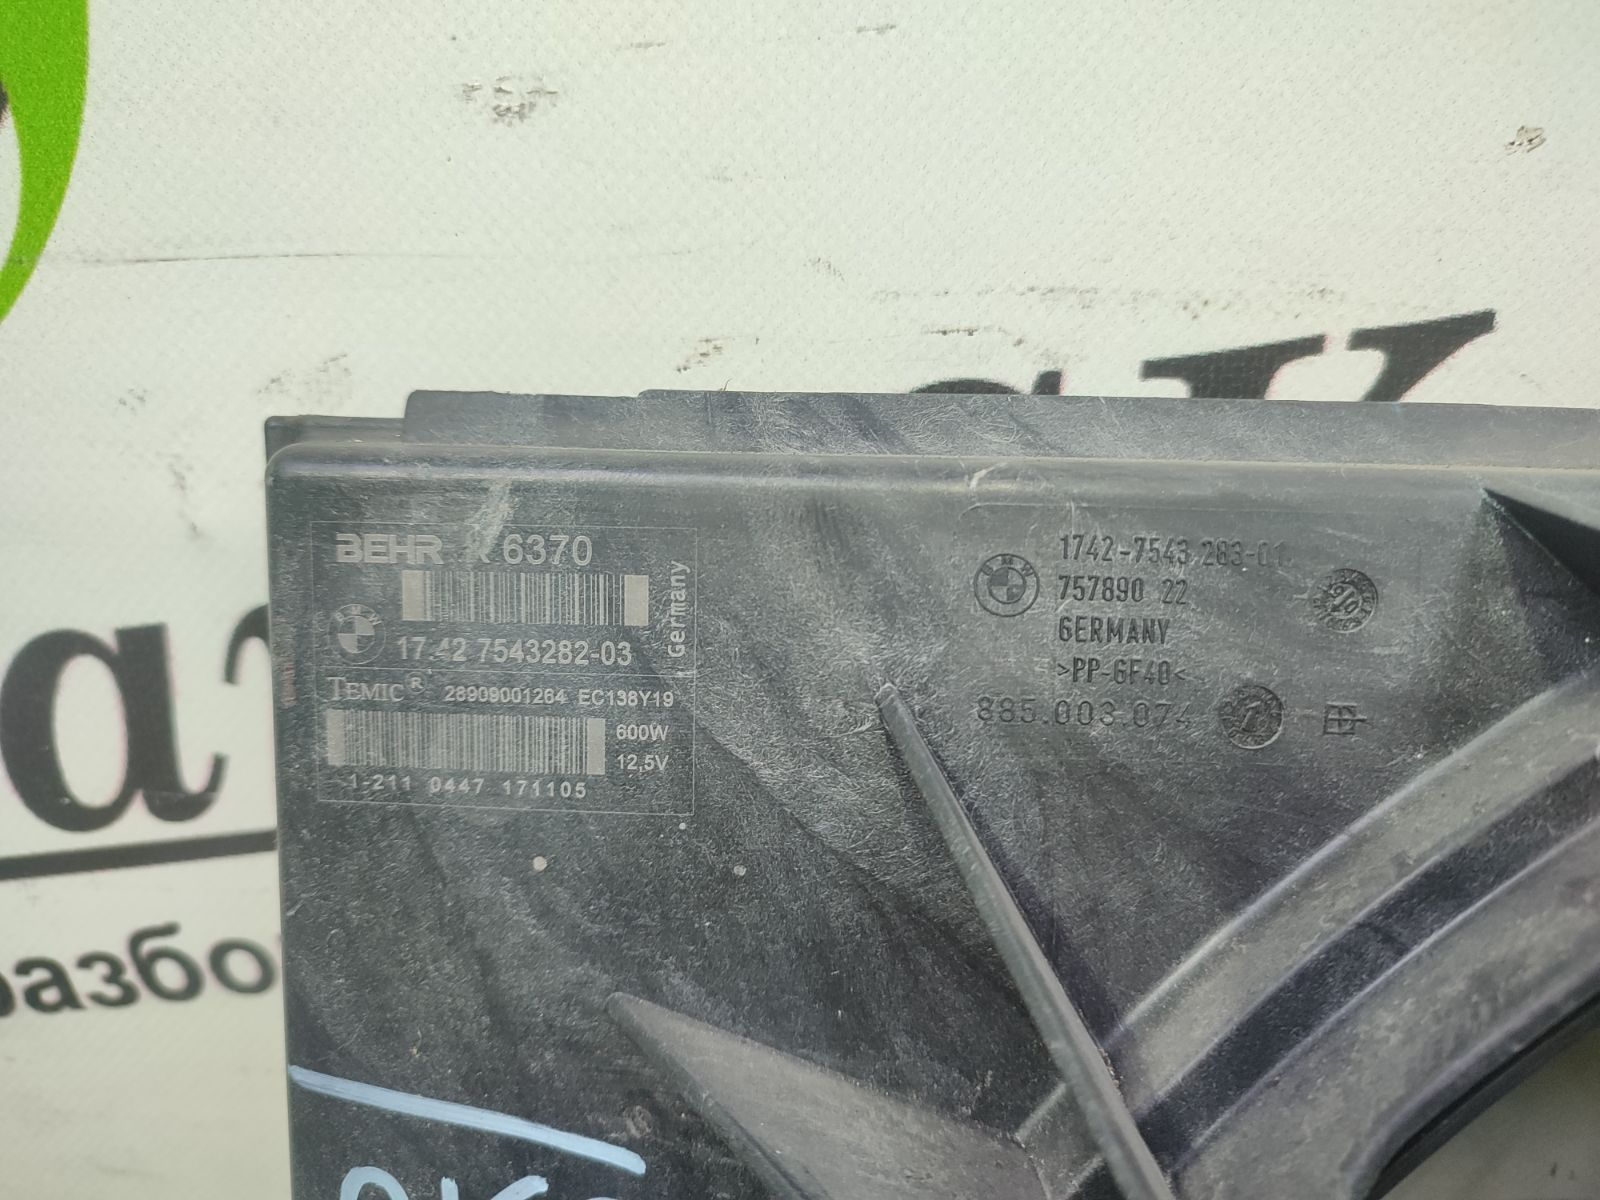 BEHR K 6370
Germany
17.42 7543282-03
TEMIC R 28909001264 EC138Y19
600W
12,5V
1-211 0447 171105
1742-7543 283-01
757890 22
GERMANY
>PP-GF40<
885.003.074
BMW